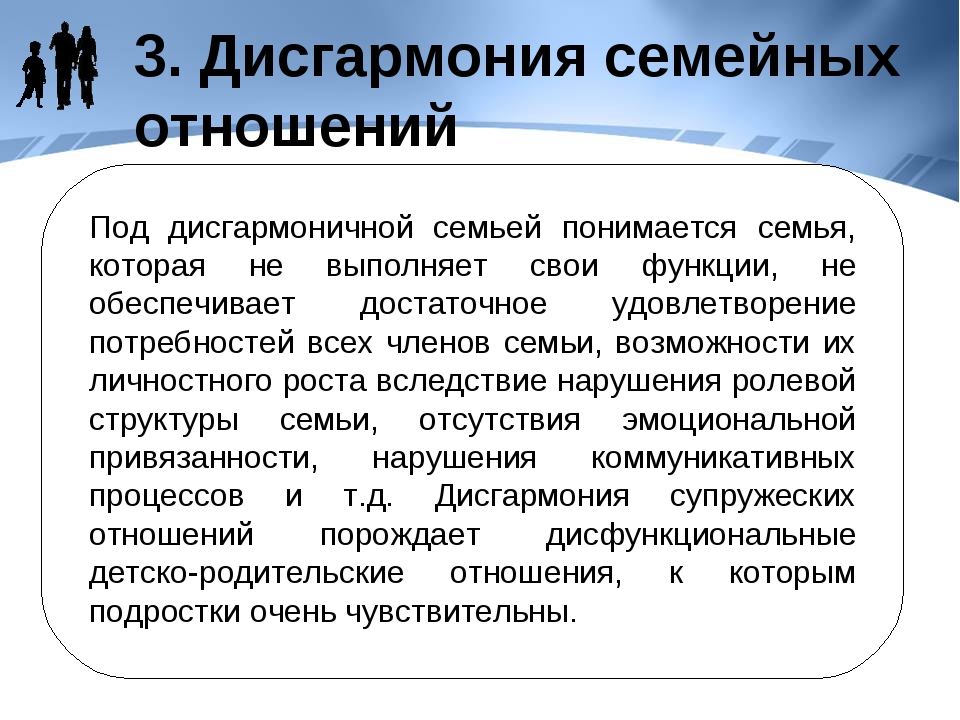 3. Дисгармония семейных
отношений
Под дисгармоничной семьей понимается семья,
которая не выполняет свои функции, не
обеспечивает достаточное удовлетворение
потребностей всех членов семьи, возможности их
личностного роста вследствие нарушения ролевой
структуры семьи, отсутствия эмоциональной
привязанности, нарушения коммуникативных
процессов и т.д. Дисгармония супружеских
отношений порождает дисфункциональные
детско-родительские отношения, к которым
подростки очень чувствительны.